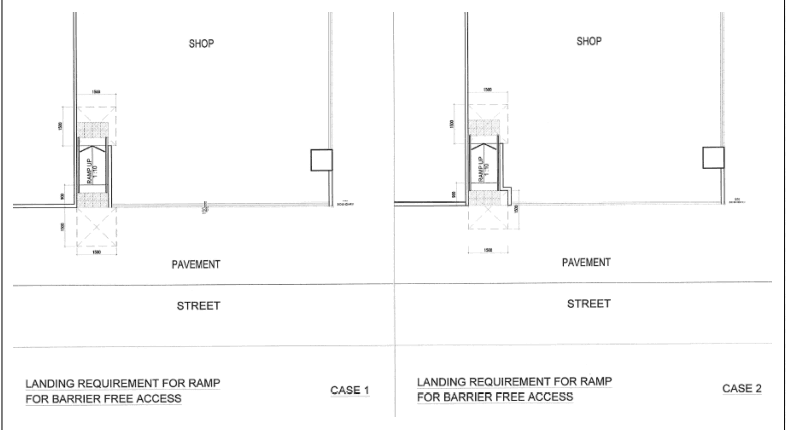 SHOP
1500
1500
RAMP UP
1:10
1500
1500
PAVEMENT
STREET
LANDING REQUIREMENT FOR RAMP
FOR BARRIER FREE ACCESS
CASE 1
SHOP
1500
1500
RAMP UP
1:10
1500
1500
PAVEMENT
STREET
LANDING REQUIREMENT FOR RAMP
FOR BARRIER FREE ACCESS
CASE 2